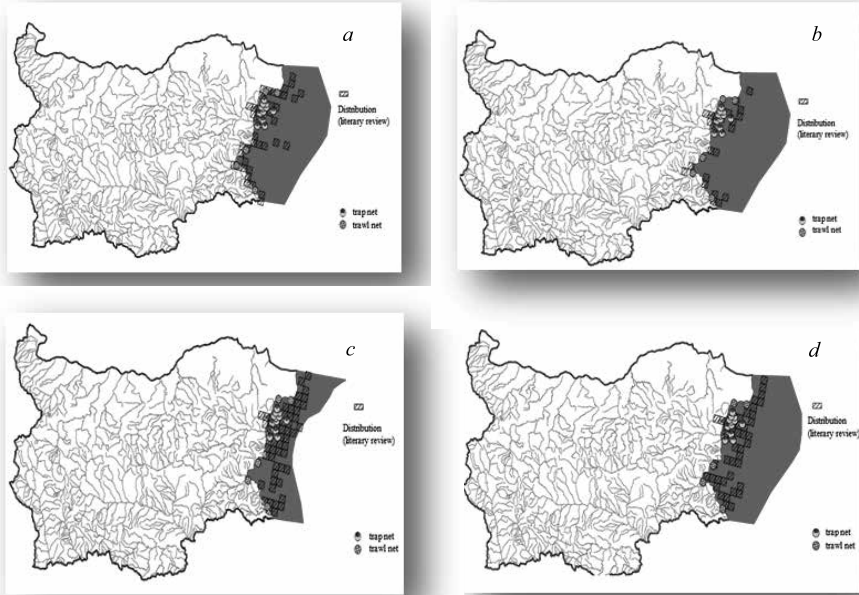 a
Distribution
(literary review)
trap net
trawl net
b
Distribution
(literary review)
trap net
trawl net
c
Distribution
(literary review)
trap net
trawl net
d
Distribution
(literary review)
trap net
trawl net